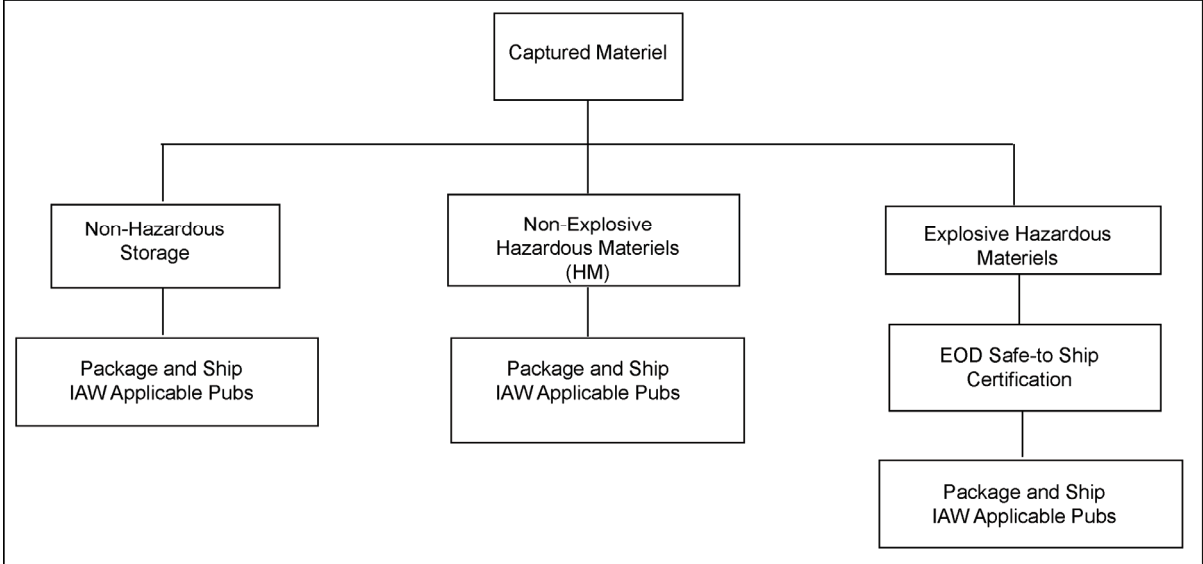 Captured Materiel
Non-Hazardous
Storage
Non-Explosive
Hazardous Materiels
(HM)
Explosive Hazardous
Materiels
Package and Ship
IAW Applicable Pubs
Package and Ship
IAW Applicable Pubs
EOD Safe-to Ship
Certification
Package and Ship
IAW Applicable Pubs